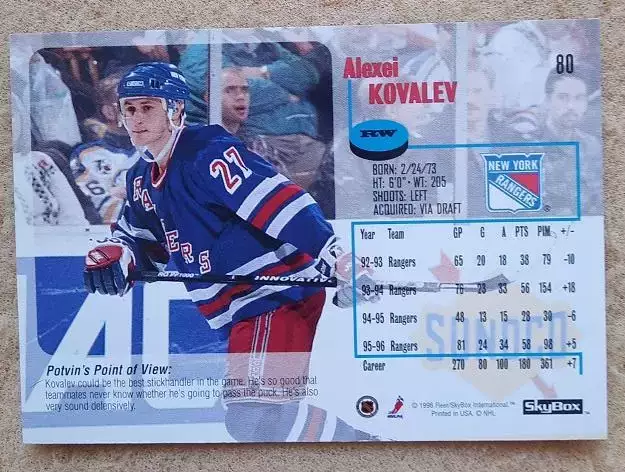 80
Alexei
KOVALEV
RW
BORN: 2/24/73
HT: 6'0" • WT: 205
SHOOTS: LEFT
ACQUIRED: VIA DRAFT
NEW YORK
RANGERS
27
Year Team GP G A PTS PIM +/-
92-93 Rangers 65 20 18 38 79 -10
93-94 Rangers 76 23 33 56 154 +18
94-95 Rangers 48 13 15 28 30 -6
95-96 Rangers 81 24 34 58 98 +5
Career 270 80 100 180 361 +7
SUNOCO
INNOVATIVE
Potvin's Point of View:
Kovalev could be the best stickhandler in the game. He's so good that
teammates never know whether he's going to pass the puck. He's also
very sound defensively.
© 1996 Fleer/SkyBox International.™
Printed in USA. © NHL
SkyBox™